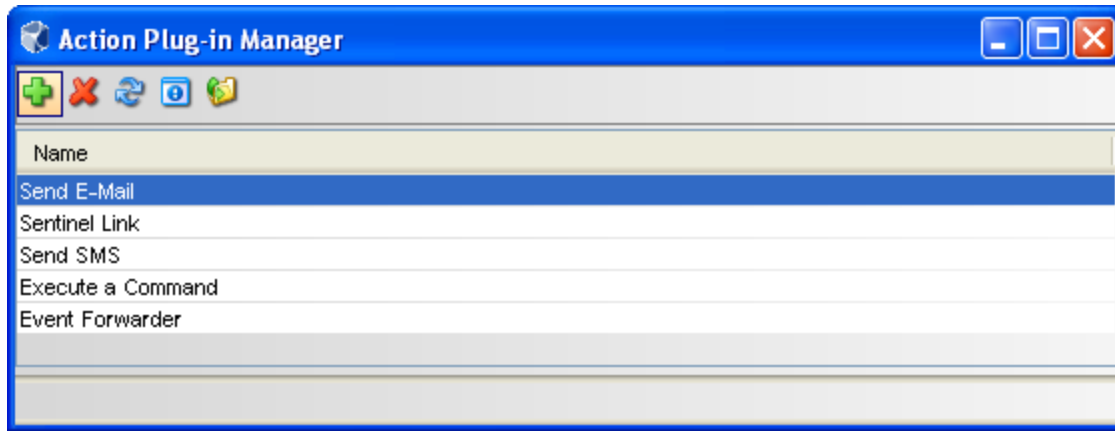 Action Plug-in Manager
Name
Send E-Mail
Sentinel Link
Send SMS
Execute a Command
Event Forwarder